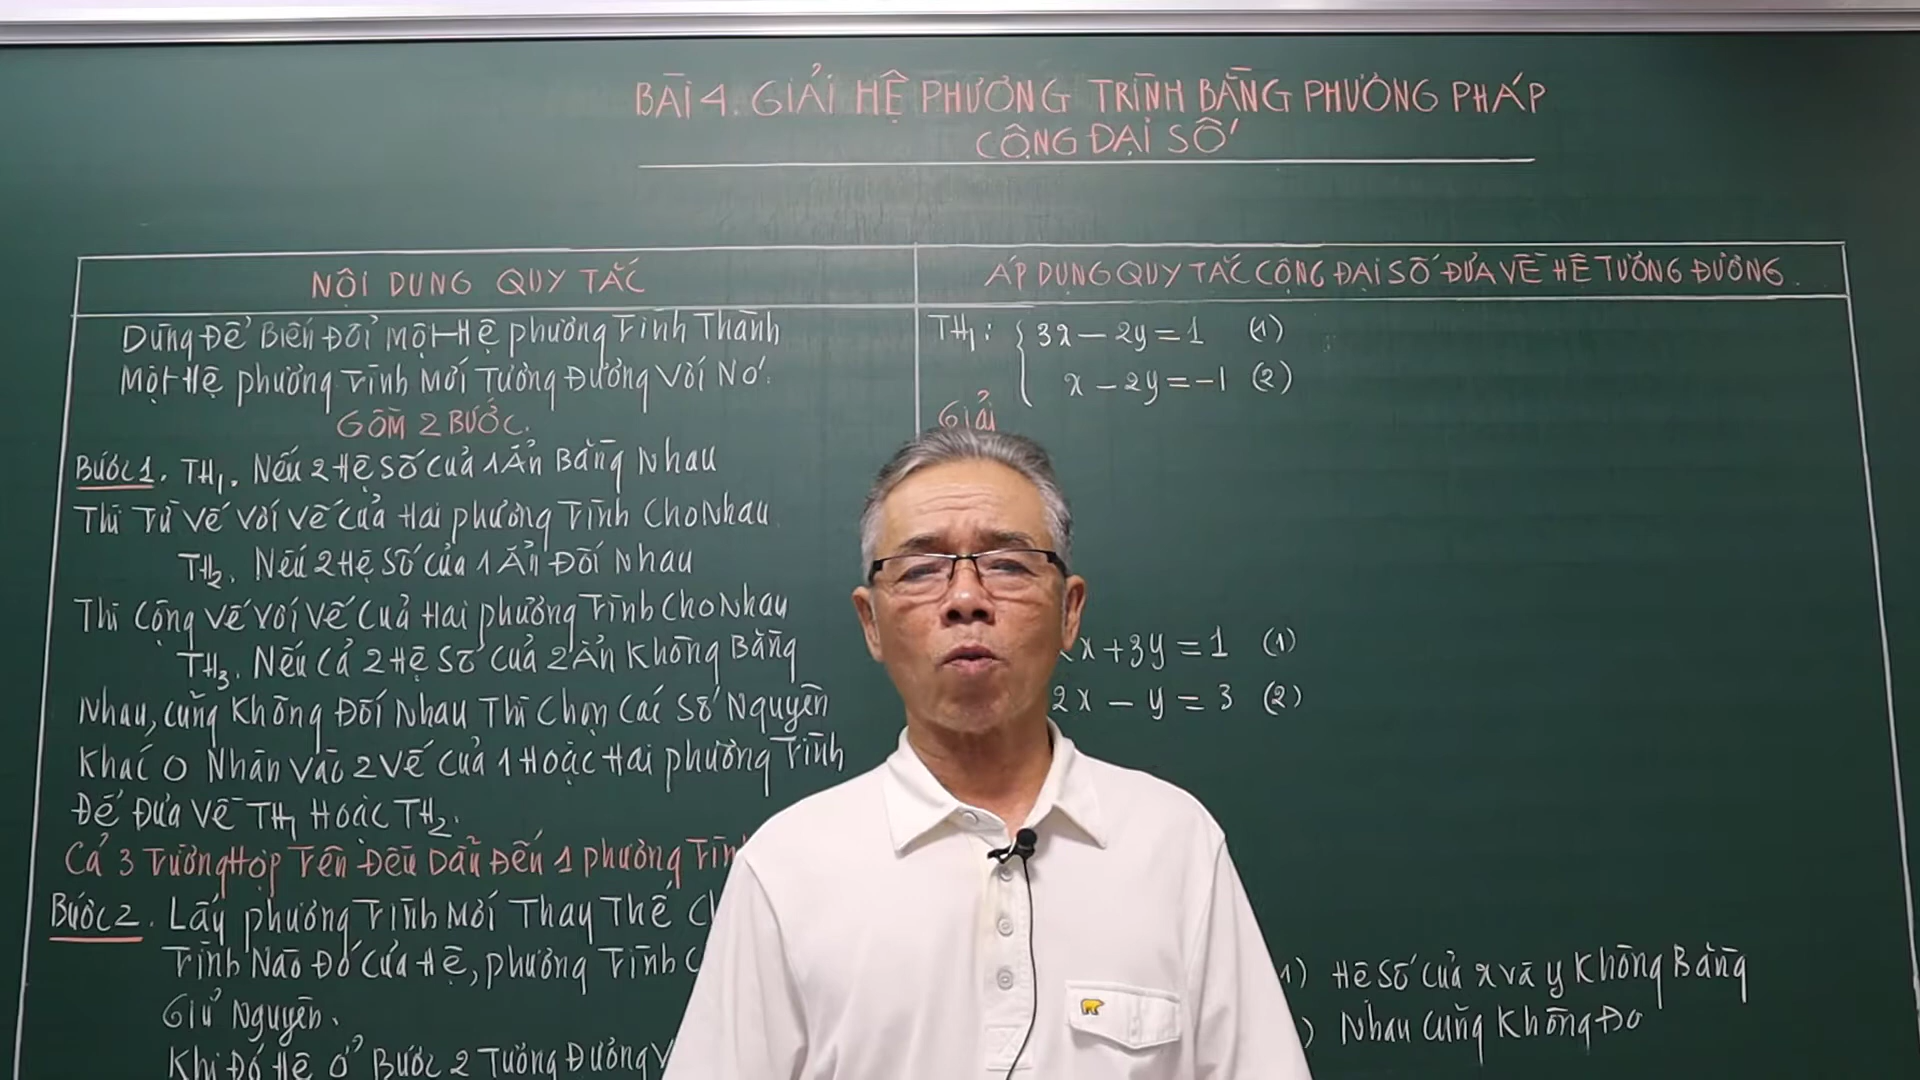 BÀI 4. GIẢI HỆ PHƯƠNG TRÌNH BẰNG PHƯƠNG PHÁP
CỘNG ĐẠI SỐ
NỘI DUNG QUY TẮC
Dùng Để Biến Đổi Một Hệ phương Trình Thành
Một Hệ phương Trình Mới Tương Đương Với Nó.
GỒM 2 BƯỚC.
Bước 1. TH1. Nếu 2 Hệ Số Của 1 Ẩn Bằng Nhau
Thì Trừ Vế Với Vế Của Hai phương Trình Cho Nhau
TH2. Nếu 2 Hệ Số Của 1 Ẩn Đối Nhau
Thì Cộng Vế Với Vế Của Hai phương Trình Cho Nhau
TH3. Nếu Cả 2 Hệ Số Của 2 Ẩn Không Bằng
Nhau, Cũng Không Đối Nhau Thì Chọn Các Số Nguyên
Khác 0 Nhân Vào 2 Vế Của 1 Hoặc Hai phương Trình
Để Đưa Về TH1 Hoặc TH2.
Cả 3 Trường Hợp Trên Đều Dẫn Đến 1 phương
Bước 2. Lấy phương Trình Mới Thay Thế
Trình Nào Đó Của Hệ, phương Trình
Giữ Nguyên.
Khi Đó Hệ Ở Bước 2 Tương Đương
ÁP DỤNG QUY TẮC CỘNG ĐẠI SỐ ĐƯA VỀ HỆ TƯƠNG ĐƯƠNG
TH1: { 3x – 2y = 1 (1)
x – 2y = –1 (2)
Giải
x + 3y = 1 (1)
2x – y = 3 (2)
1) Hệ Số Của x và y Không Bằng
) Nhau Cũng Không